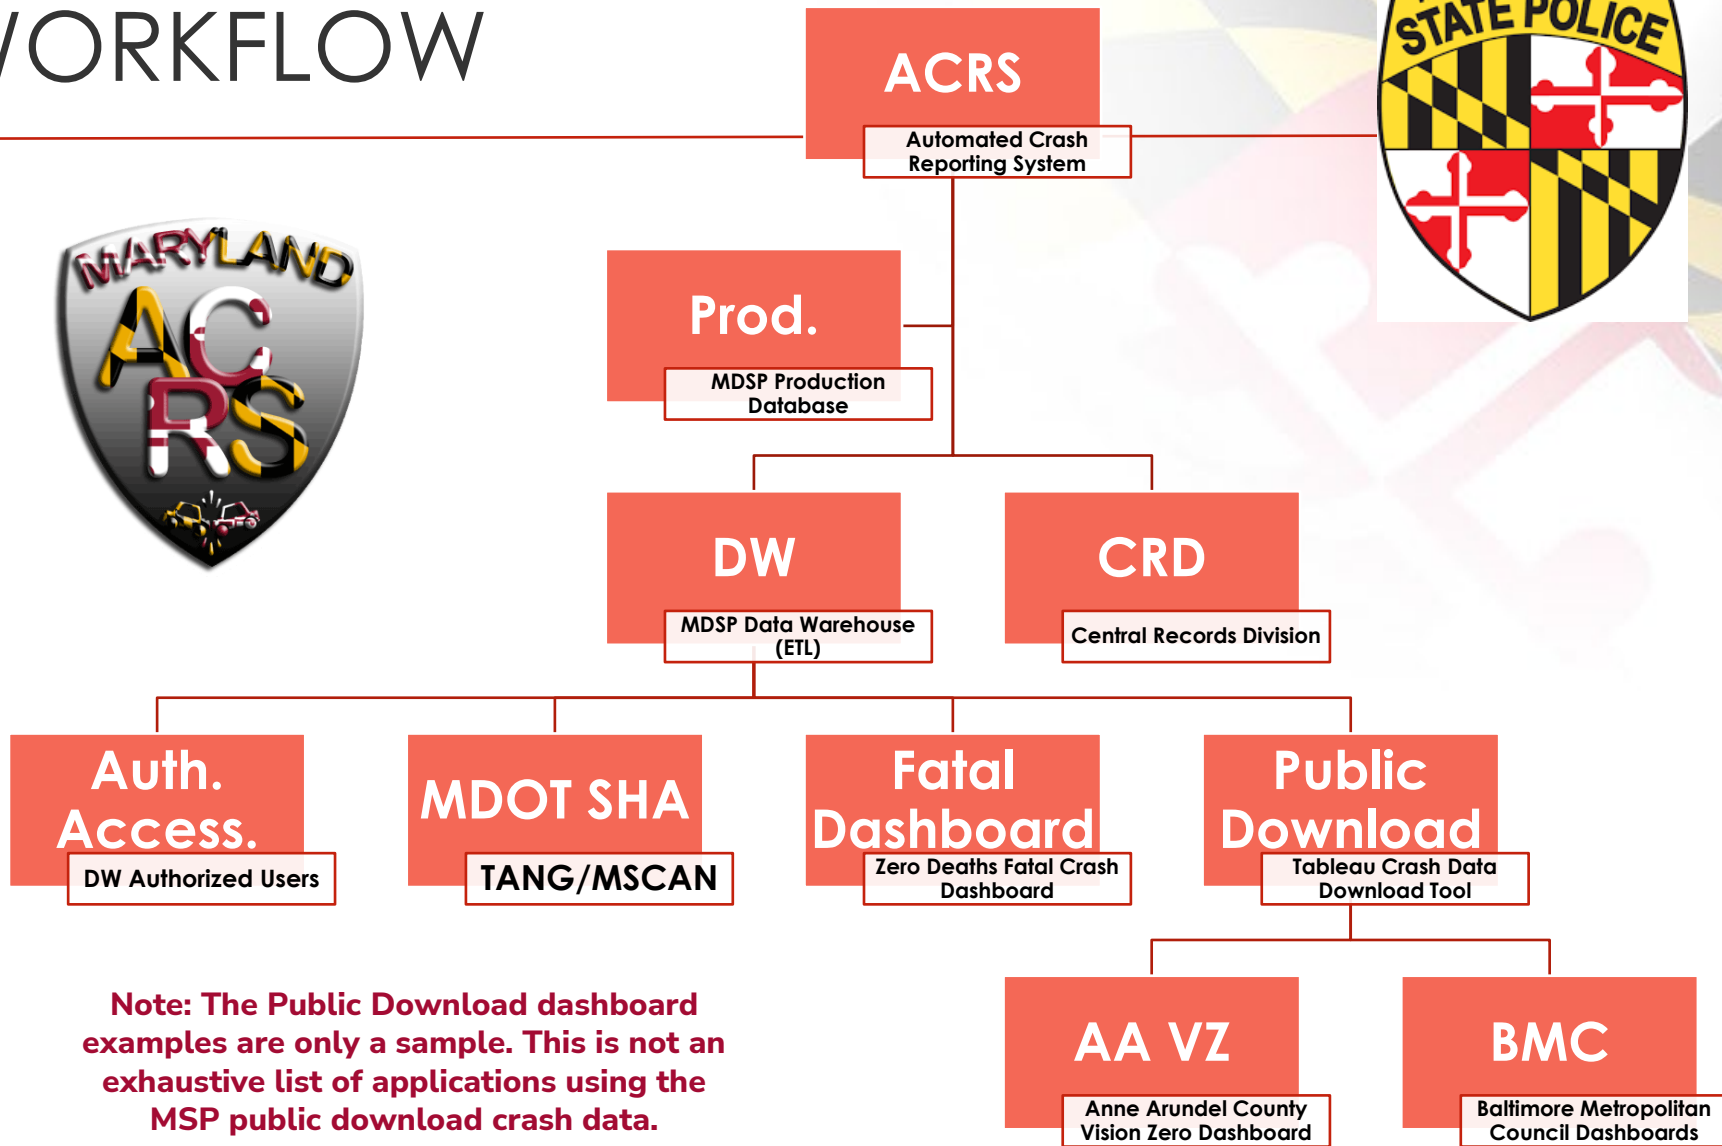 WORKFLOW
ACRS
Automated Crash
Reporting System
STATE POLICE
MARYLAND
AC
RS
Prod.
MDSP Production
Database
DW
MDSP Data Warehouse
(ETL)
CRD
Central Records Division
Auth.
Access.
DW Authorized Users
MDOT SHA
TANG/MSCAN
Fatal
Dashboard
Zero Deaths Fatal Crash
Dashboard
Public
Download
Tableau Crash Data
Download Tool
AA VZ
Anne Arundel County
Vision Zero Dashboard
BMC
Baltimore Metropolitan
Council Dashboards
Note: The Public Download dashboard
examples are only a sample. This is not an
exhaustive list of applications using the
MSP public download crash data.